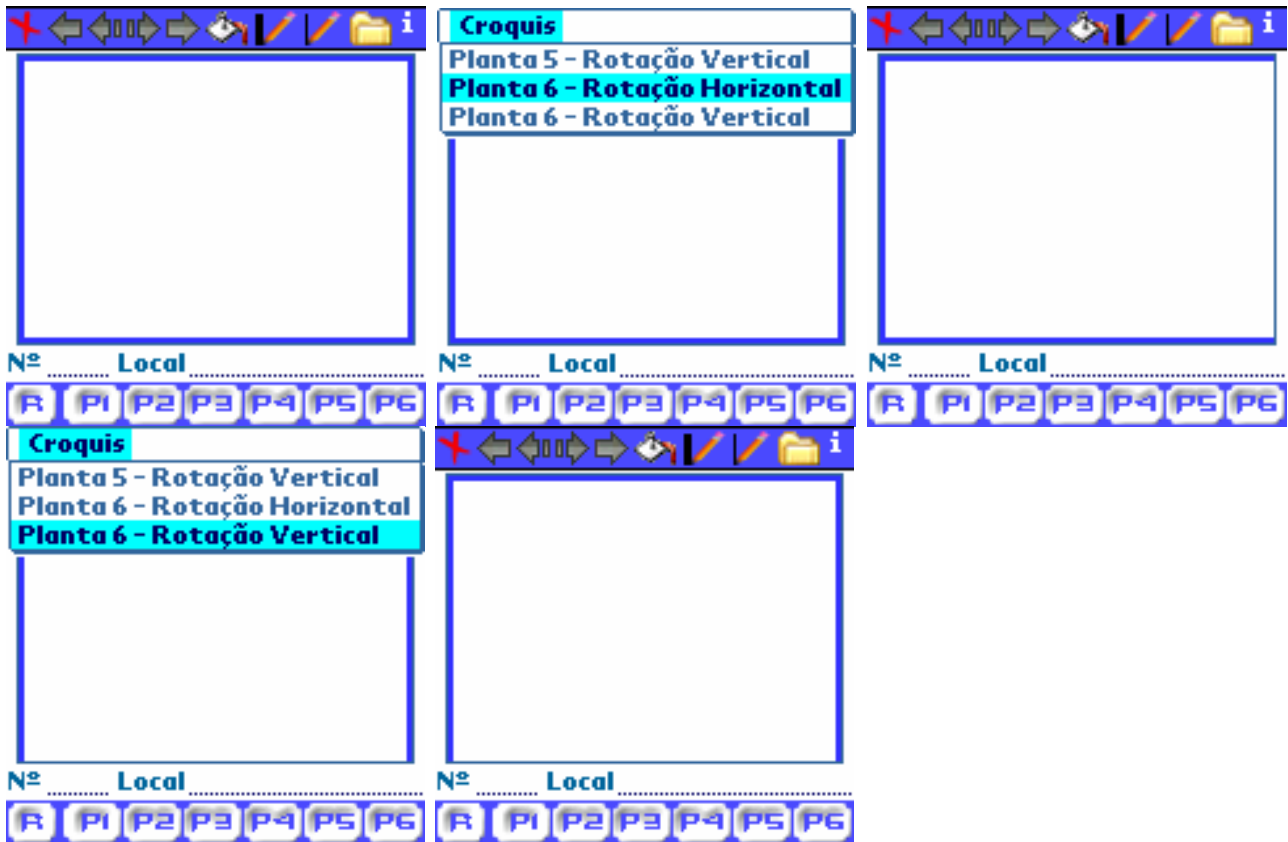 i
Nº Local
R P1 P2 P3 P4 P5 P6
Croquis
Planta 5 - Rotação Vertical
Planta 6 - Rotação Horizontal
Planta 6 - Rotação Vertical
Nº Local
R P1 P2 P3 P4 P5 P6
i
Nº Local
R P1 P2 P3 P4 P5 P6
Croquis
Planta 5 - Rotação Vertical
Planta 6 - Rotação Horizontal
Planta 6 - Rotação Vertical
Nº Local
R P1 P2 P3 P4 P5 P6
i
Nº Local
R P1 P2 P3 P4 P5 P6